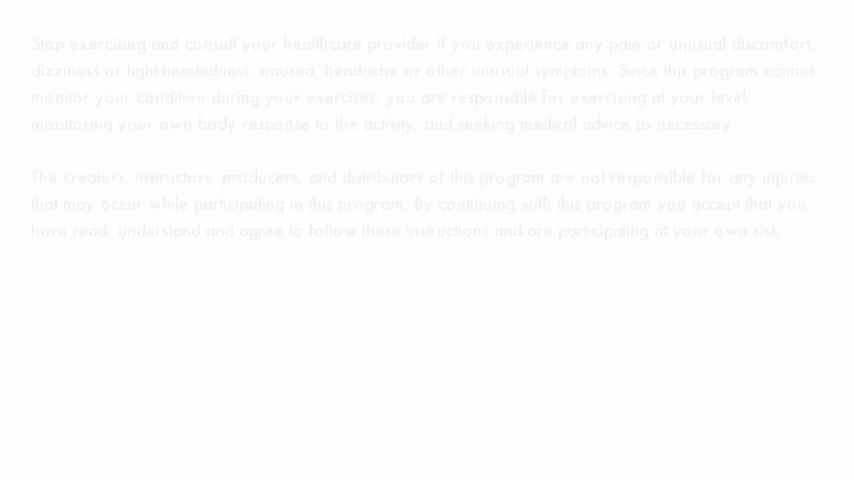 Stop exercising and consult your healthcare provider if you experience any pain or unusual discomfort,
dizziness or light-headedness, nausea, headache or other unusual symptoms. Since this program cannot
monitor your condition during your exercises, you are responsible for exercising at your level,
monitoring your own body response to the activity, and seeking medical advice as necessary.
The creators, instructors, producers, and distributors of this program are not responsible for any injuries
that may occur while participating in this program. By continuing with this program you accept that you
have read, understand and agree to follow these instructions and are participating at your own risk.